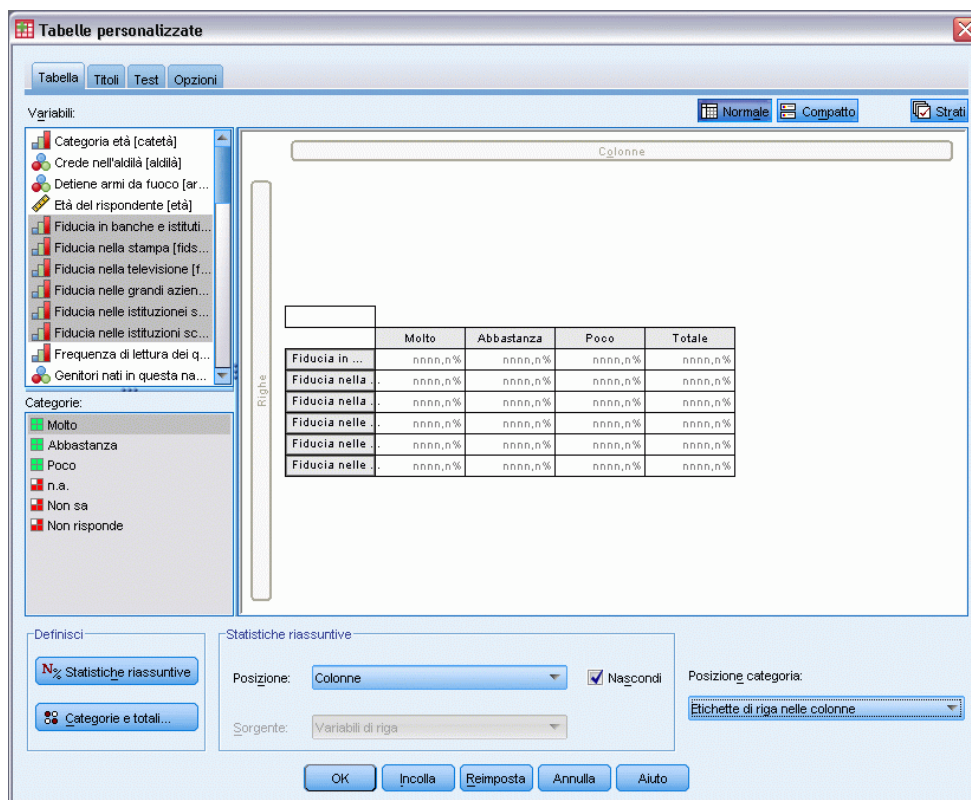 Tabelle personalizzate
Tabella Titoli Test Opzioni
Variabili:
Normale Compatto Strati
Categoria età [catetà]
Crede nell'aldilà [aldilà]
Detiene armi da fuoco [ar...
Età del rispondente [età]
Fiducia in banche e istituti...
Fiducia nella stampa [fids...
Fiducia nella televisione [f...
Fiducia nelle grandi azien...
Fiducia nelle istituzionei s...
Fiducia nelle istituzioni sc...
Frequenza di lettura dei q...
Genitori nati in questa na...
Categorie:
Molto
Abbastanza
Poco
n.a.
Non sa
Non risponde
Colonne
Righe
Molto Abbastanza Poco Totale
Fiducia in ... nnnn,n% nnnn,n% nnnn,n% nnnn,n%
Fiducia nella ... nnnn,n% nnnn,n% nnnn,n% nnnn,n%
Fiducia nella ... nnnn,n% nnnn,n% nnnn,n% nnnn,n%
Fiducia nelle ... nnnn,n% nnnn,n% nnnn,n% nnnn,n%
Fiducia nelle ... nnnn,n% nnnn,n% nnnn,n% nnnn,n%
Fiducia nelle ... nnnn,n% nnnn,n% nnnn,n% nnnn,n%
Definisci
N% Statistiche riassuntive
Categorie e totali...
Statistiche riassuntive
Posizione: Colonne Nascondi
Sorgente: Variabili di riga
Posizione categoria:
Etichette di riga nelle colonne
OK Incolla Reimposta Annulla Aiuto